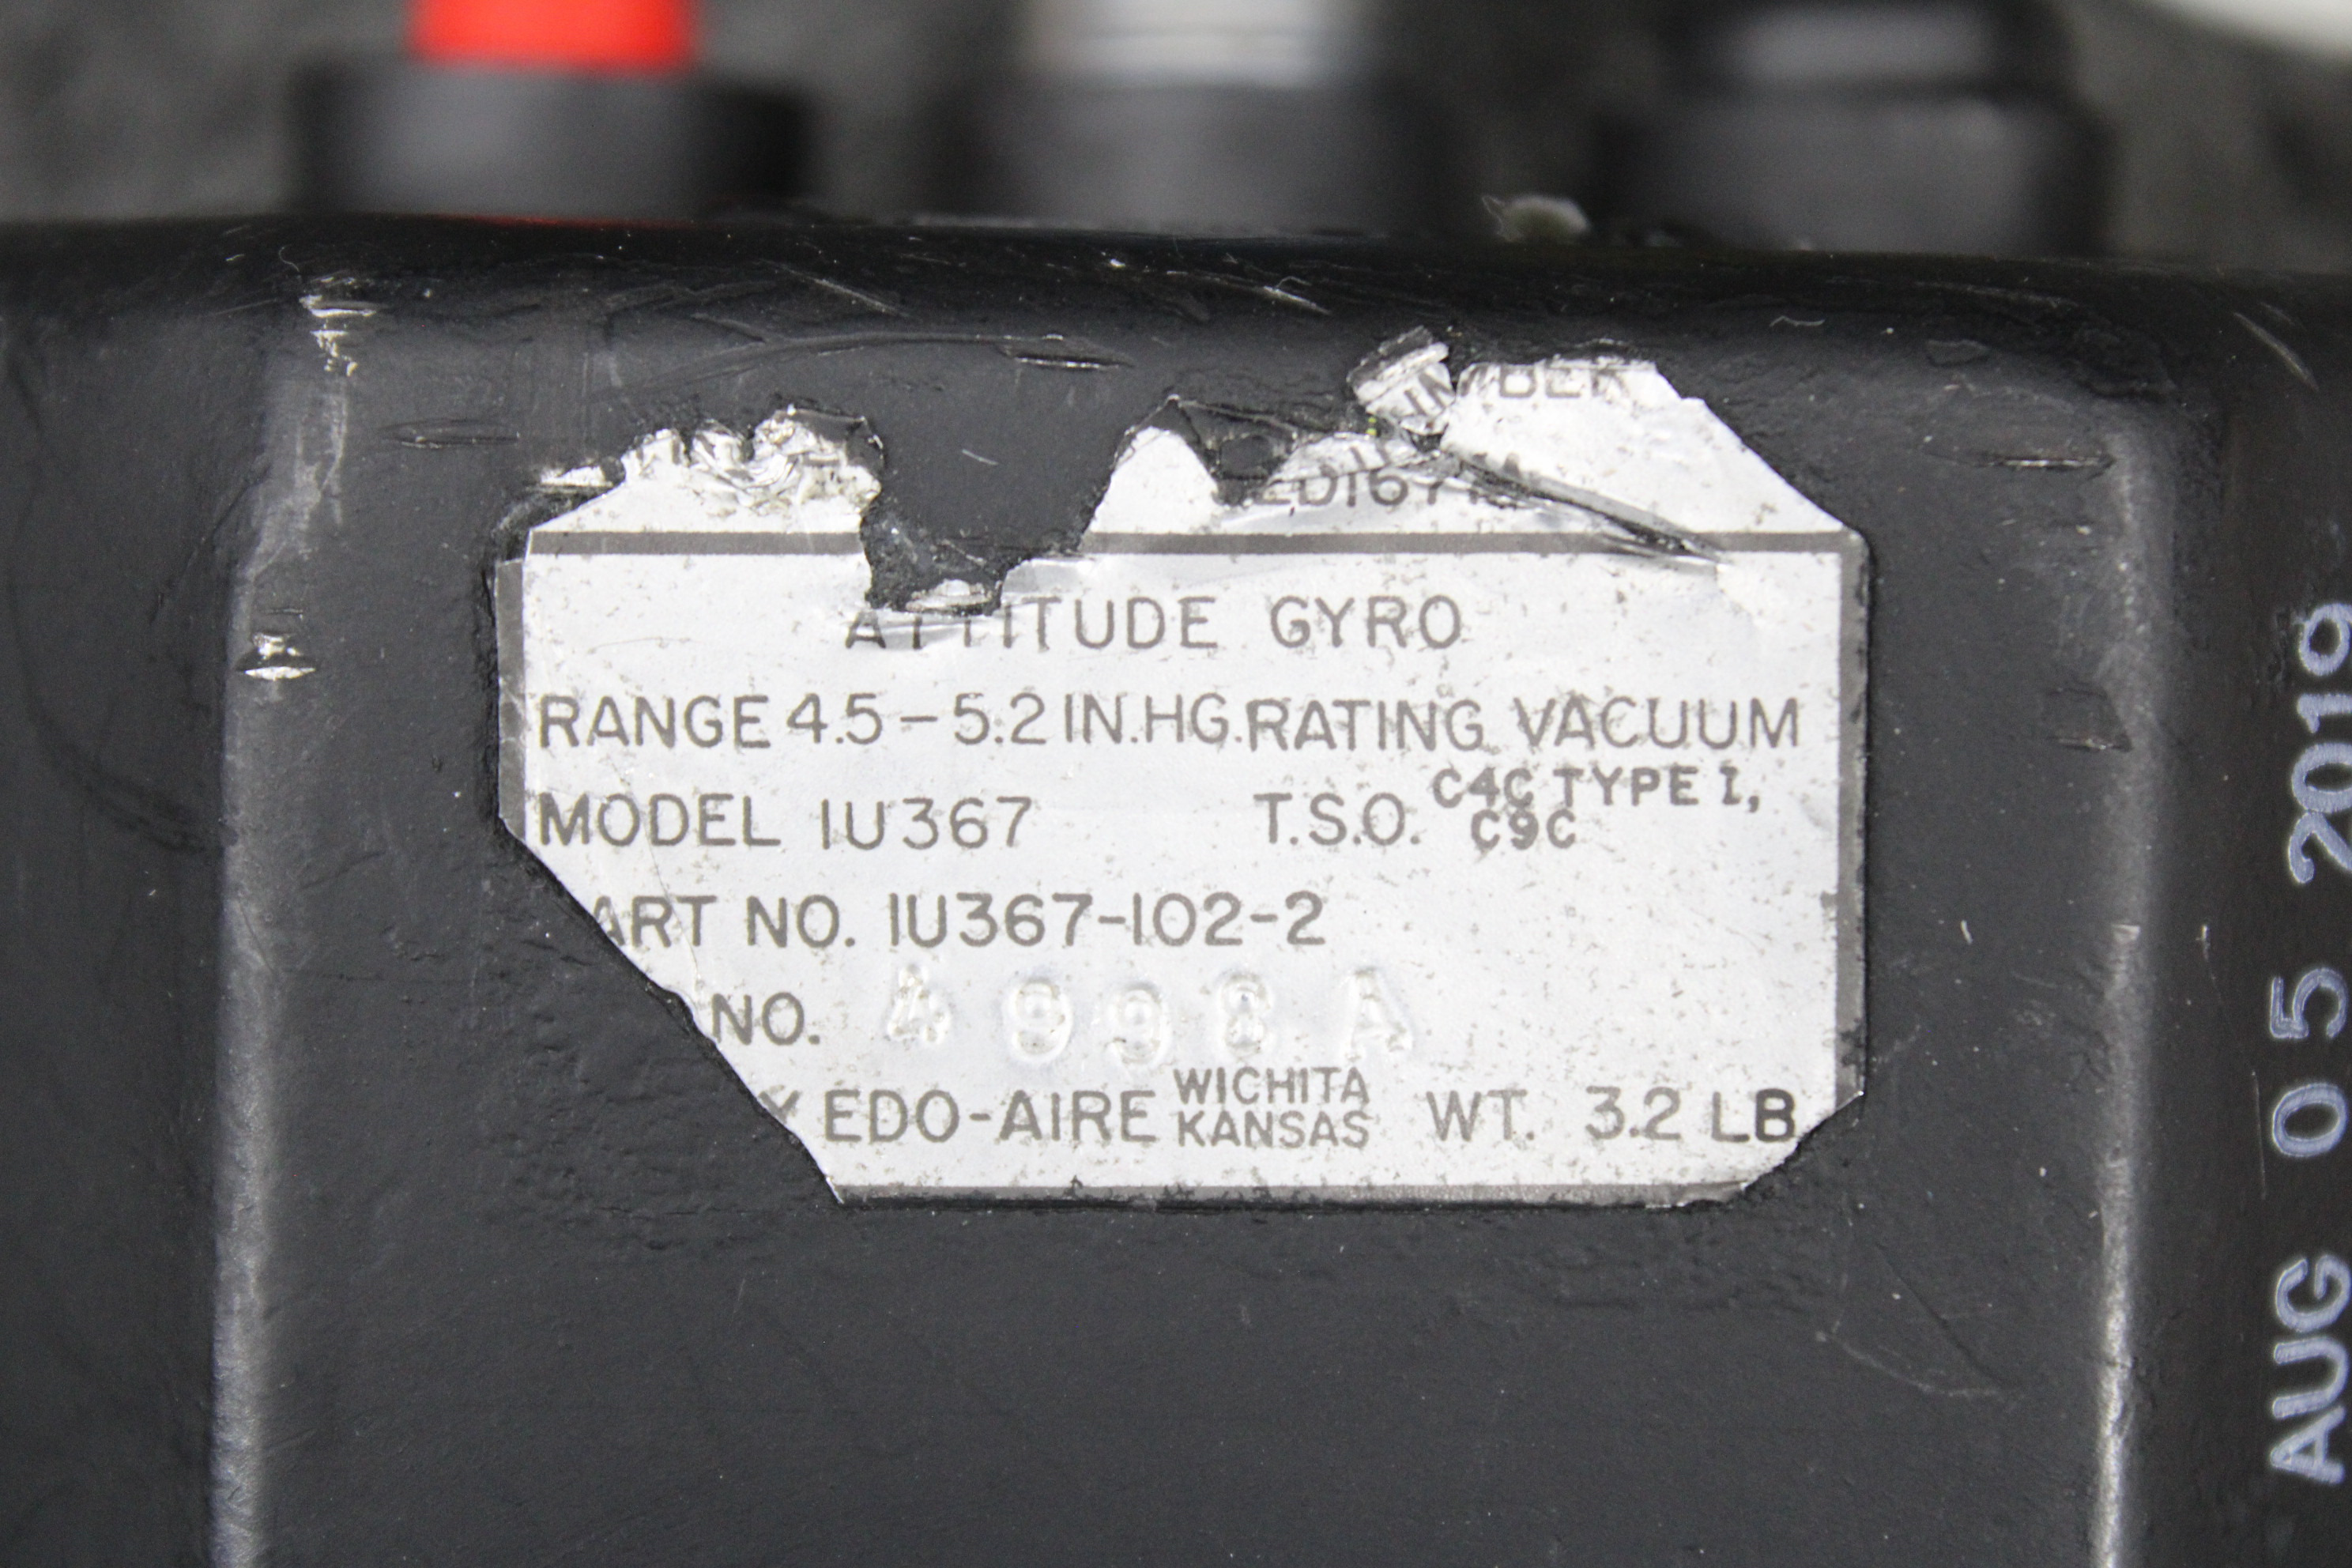 ATTITUDE GYRO
RANGE 4.5-5.2 IN.HG. RATING VACUUM
MODEL 1U367 T.S.O. C4C TYPE I,
C9C
ART NO. 1U367-102-2
NO. 4998A
Y EDO-AIRE WICHITA KANSAS WT. 3.2 LB
AUG 05 2019